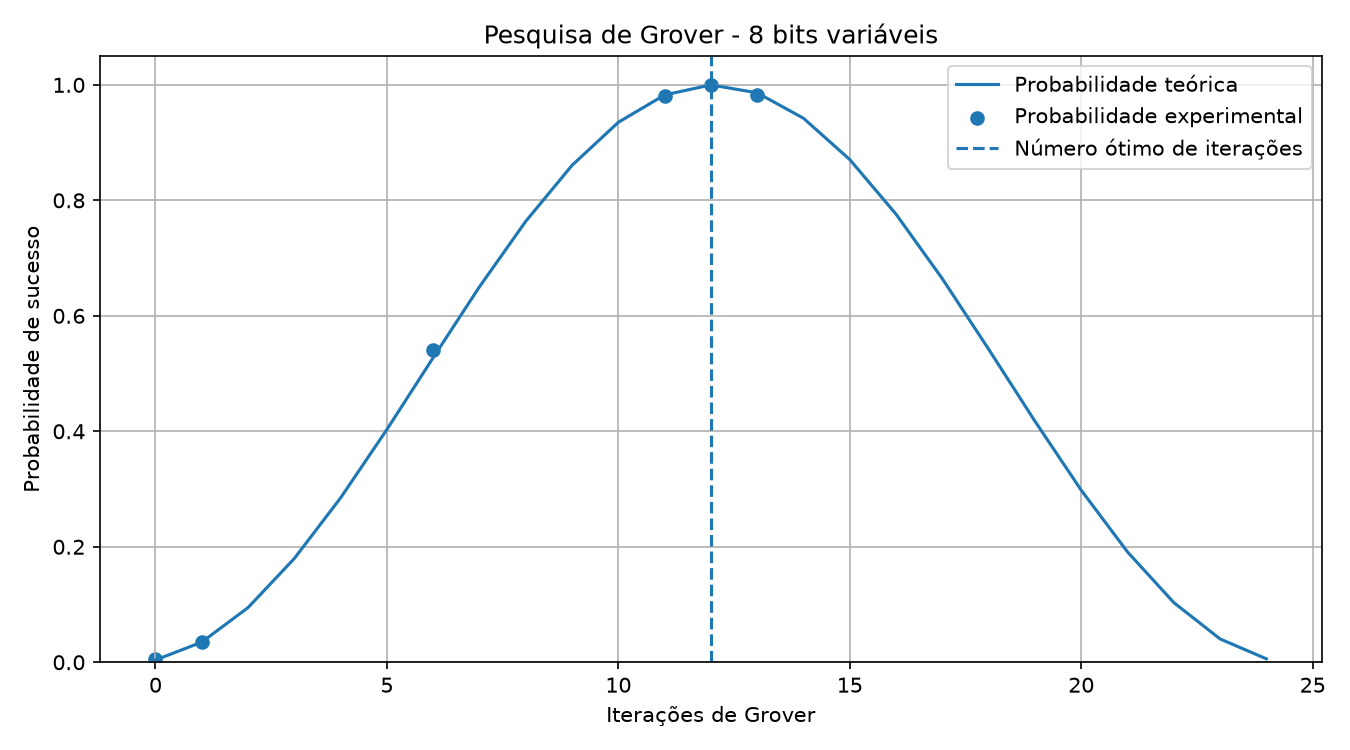 Pesquisa de Grover - 8 bits variáveis
Probabilidade teórica
Probabilidade experimental
Número ótimo de iterações
Probabilidade de sucesso
1.0
0.8
0.6
0.4
0.2
0.0
0 5 10 15 20 25
Iterações de Grover